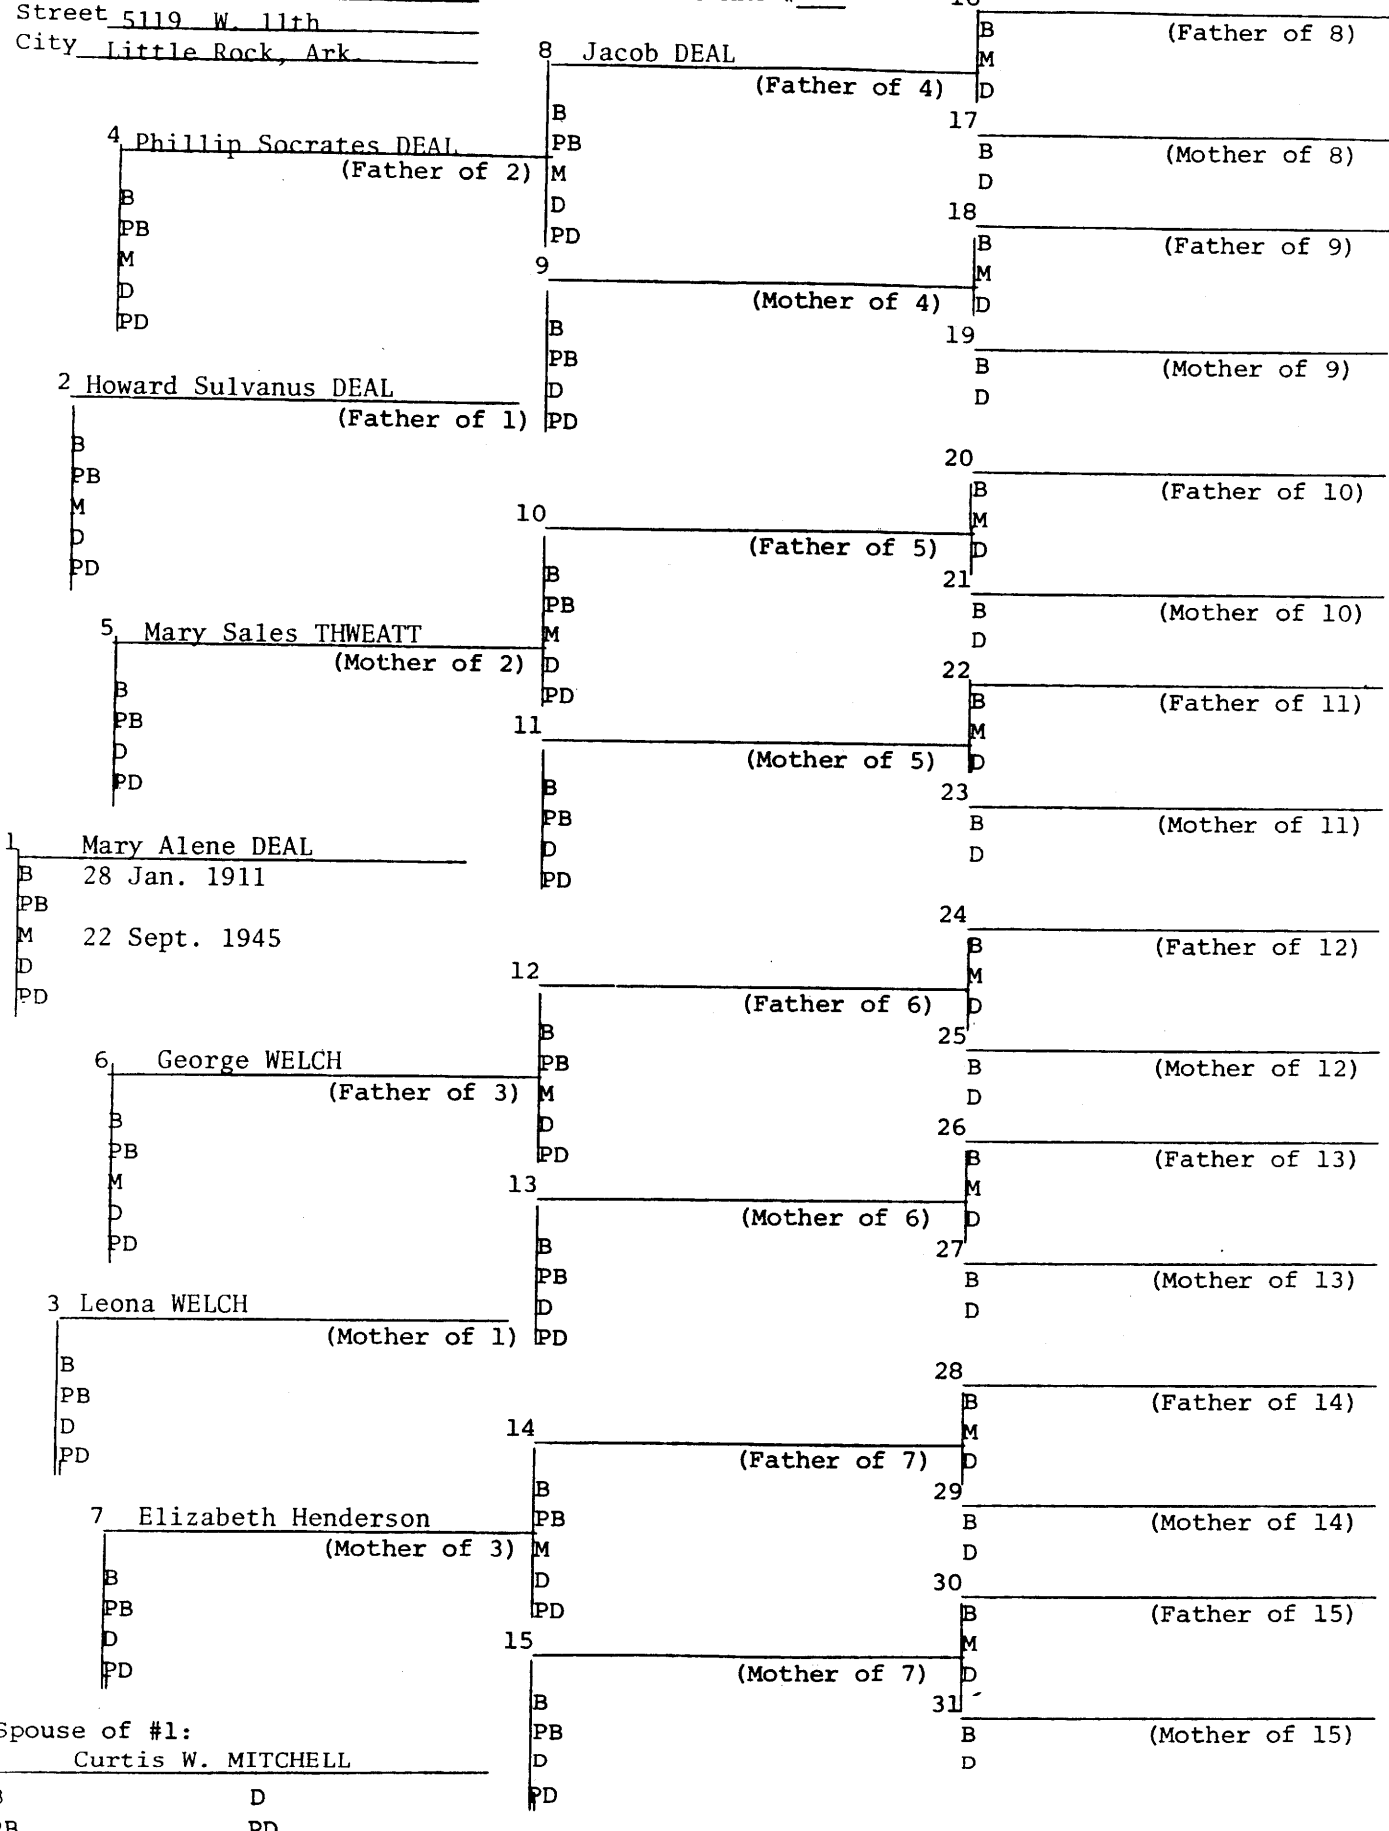 Street 5119 W. 11th
City Little Rock, Ark.
8 Jacob DEAL
(Father of 4)
B
PB
M
D
PD
(Father of 8)
B
M
D
17
(Mother of 8)
B
D
4 Phillip Socrates DEAL
(Father of 2)
B
PB
M
D
PD
9
(Mother of 4)
B
PB
D
PD
18
(Father of 9)
B
M
D
19
(Mother of 9)
B
D
2 Howard Sulvanus DEAL
(Father of 1)
B
PB
M
D
PD
10
(Father of 5)
B
PB
M
D
PD
20
(Father of 10)
B
M
D
21
(Mother of 10)
B
D
5 Mary Sales THWEATT
(Mother of 2)
B
PB
D
PD
11
(Mother of 5)
B
PB
D
PD
22
(Father of 11)
B
M
D
23
(Mother of 11)
B
D
1 Mary Alene DEAL
B 28 Jan. 1911
PB
M 22 Sept. 1945
D
PD
12
(Father of 6)
B
PB
M
D
PD
24
(Father of 12)
B
M
D
25
(Mother of 12)
B
D
6 George WELCH
(Father of 3)
B
PB
M
D
PD
13
(Mother of 6)
B
PB
D
PD
26
(Father of 13)
B
M
D
27
(Mother of 13)
B
D
3 Leona WELCH
(Mother of 1)
B
PB
D
PD
14
(Father of 7)
B
PB
M
D
PD
28
(Father of 14)
B
M
D
29
(Mother of 14)
B
D
7 Elizabeth Henderson
(Mother of 3)
B
PB
D
PD
15
(Mother of 7)
B
PB
D
PD
30
(Father of 15)
B
M
D
31
(Mother of 15)
B
D
Spouse of #1:
Curtis W. MITCHELL
B D
PB PD